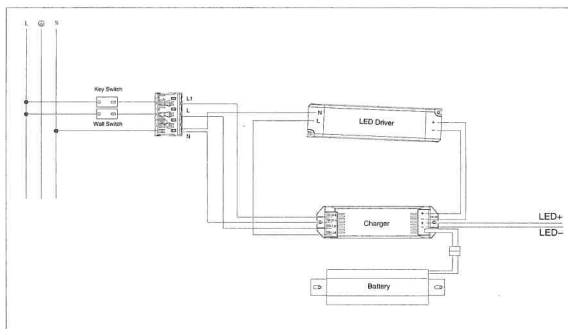 L
N
Key Switch
Wall Switch
L1
L
N
N
L
LED Driver
+
−
Charger
LED+
LED−
Battery